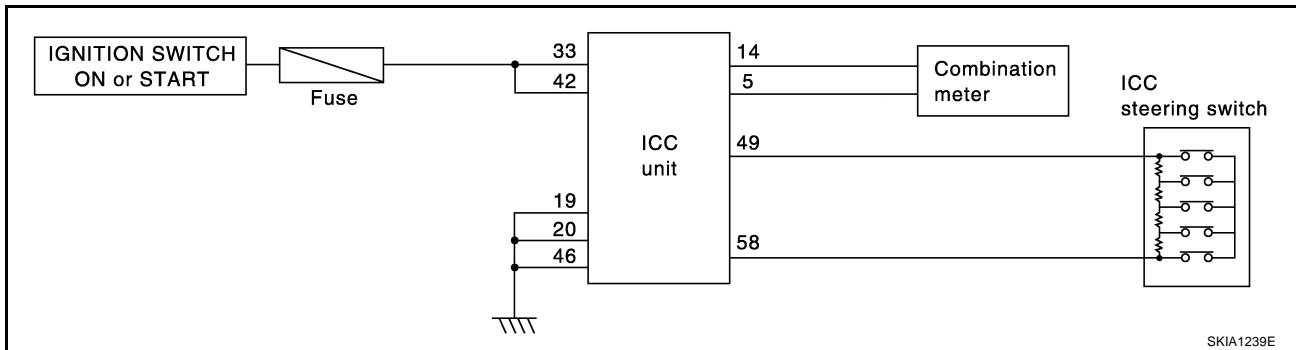 IGNITION SWITCH
ON or START
Fuse
33
42
19
20
46
ICC
unit
14
5
49
58
Combination
meter
ICC
steering switch
SKIA1239E